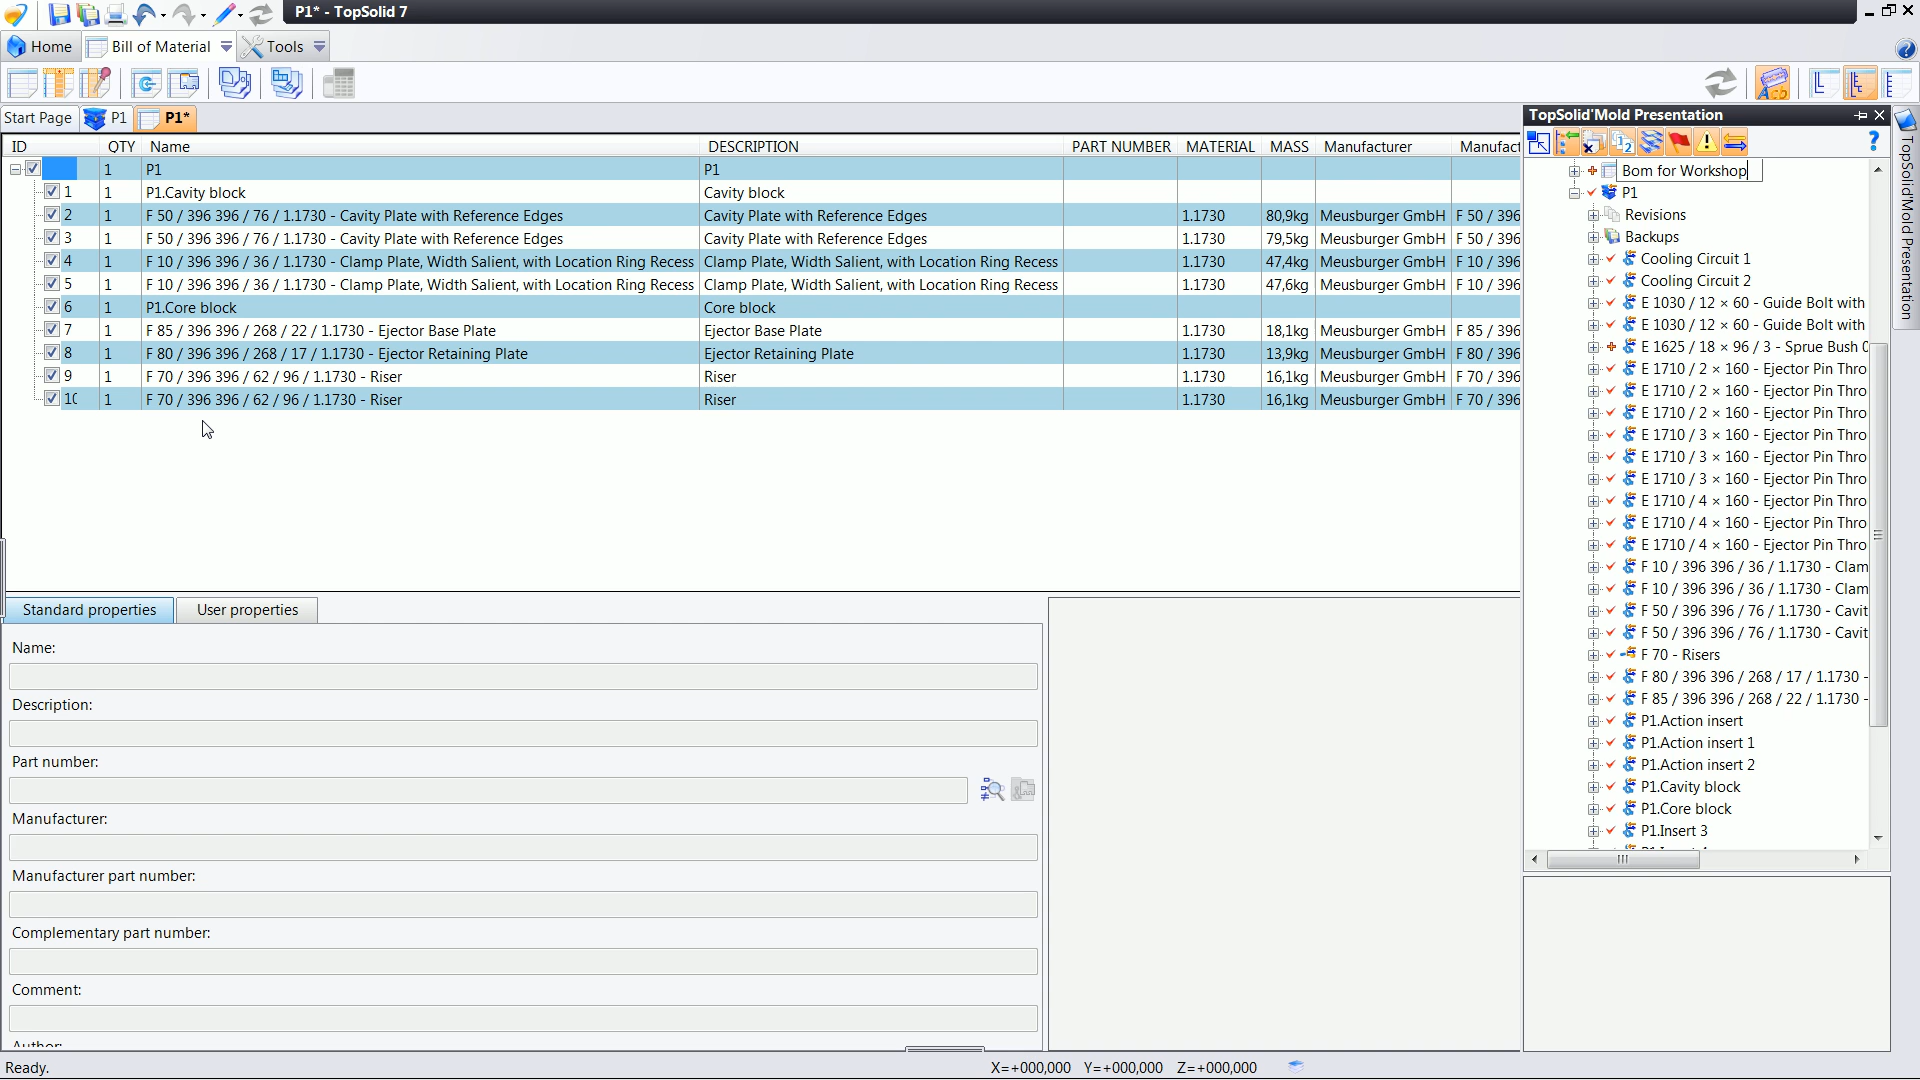 P1* - TopSolid 7
Home Bill of Material Tools
Start Page P1 P1*
ID QTY Name DESCRIPTION PART NUMBER MATERIAL MASS Manufacturer Manufact
1 P1 P1
1 1 P1.Cavity block Cavity block
2 1 F 50 / 396 396 / 76 / 1.1730 - Cavity Plate with Reference Edges Cavity Plate with Reference Edges 1.1730 80,9kg Meusburger GmbH F 50 / 396
3 1 F 50 / 396 396 / 76 / 1.1730 - Cavity Plate with Reference Edges Cavity Plate with Reference Edges 1.1730 79,5kg Meusburger GmbH F 50 / 396
4 1 F 10 / 396 396 / 36 / 1.1730 - Clamp Plate, Width Salient, with Location Ring Recess Clamp Plate, Width Salient, with Location Ring Recess 1.1730 47,4kg Meusburger GmbH F 10 / 396
5 1 F 10 / 396 396 / 36 / 1.1730 - Clamp Plate, Width Salient, with Location Ring Recess Clamp Plate, Width Salient, with Location Ring Recess 1.1730 47,6kg Meusburger GmbH F 10 / 396
6 1 P1.Core block Core block
7 1 F 85 / 396 396 / 268 / 22 / 1.1730 - Ejector Base Plate Ejector Base Plate 1.1730 18,1kg Meusburger GmbH F 85 / 396
8 1 F 80 / 396 396 / 268 / 17 / 1.1730 - Ejector Retaining Plate Ejector Retaining Plate 1.1730 13,9kg Meusburger GmbH F 80 / 396
9 1 F 70 / 396 396 / 62 / 96 / 1.1730 - Riser Riser 1.1730 16,1kg Meusburger GmbH F 70 / 396
10 1 F 70 / 396 396 / 62 / 96 / 1.1730 - Riser Riser 1.1730 16,1kg Meusburger GmbH F 70 / 396
Standard properties User properties
Name:
Description:
Part number:
Manufacturer:
Manufacturer part number:
Complementary part number:
Comment:
Author:
TopSolid'Mold Presentation
Bom for Workshop
P1
Revisions
Backups
Cooling Circuit 1
Cooling Circuit 2
E 1030 / 12 × 60 - Guide Bolt with
E 1030 / 12 × 60 - Guide Bolt with
E 1625 / 18 × 96 / 3 - Sprue Bush
E 1710 / 2 × 160 - Ejector Pin Thro
E 1710 / 2 × 160 - Ejector Pin Thro
E 1710 / 2 × 160 - Ejector Pin Thro
E 1710 / 3 × 160 - Ejector Pin Thro
E 1710 / 3 × 160 - Ejector Pin Thro
E 1710 / 3 × 160 - Ejector Pin Thro
E 1710 / 4 × 160 - Ejector Pin Thro
E 1710 / 4 × 160 - Ejector Pin Thro
E 1710 / 4 × 160 - Ejector Pin Thro
F 10 / 396 396 / 36 / 1.1730 - Clam
F 10 / 396 396 / 36 / 1.1730 - Clam
F 50 / 396 396 / 76 / 1.1730 - Cavit
F 50 / 396 396 / 76 / 1.1730 - Cavit
F 70 - Risers
F 80 / 396 396 / 268 / 17 / 1.1730 -
F 85 / 396 396 / 268 / 22 / 1.1730 -
P1.Action insert
P1.Action insert 1
P1.Action insert 2
P1.Cavity block
P1.Core block
P1.Insert 3
TopSolid'Mold Presentation
Ready. X=+000,000 Y=+000,000 Z=+000,000